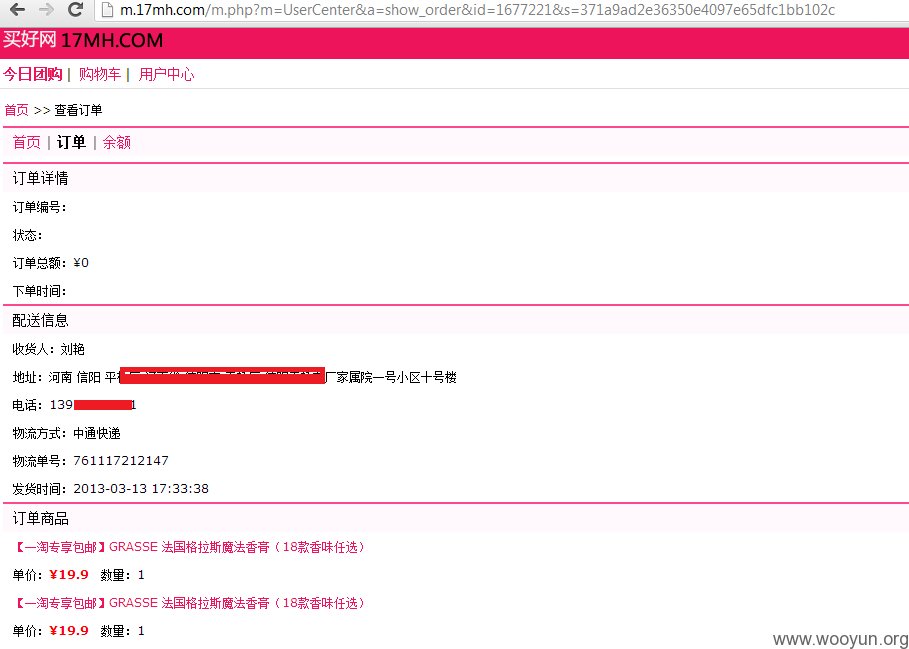 m.17mh.com/m.php?m=UserCenter&a=show_order&id=1677221&s=371a9ad2e36350e4097e65dfc1bb102c
买好网 17MH.COM
今日团购 | 购物车 | 用户中心
首页 >> 查看订单
首页 | 订单 | 余额
订单详情
订单编号：
状态：
订单总额：¥0
下单时间：
配送信息
收货人：刘艳
地址：河南 信阳 厂家属院一号小区十号楼
电话：139 1
物流方式：中通快递
物流单号：761117212147
发货时间：2013-03-13 17:33:38
订单商品
【一淘专享包邮】GRASSE 法国格拉斯魔法香膏（18款香味任选）
单价：¥19.9 数量：1
【一淘专享包邮】GRASSE 法国格拉斯魔法香膏（18款香味任选）
单价：¥19.9 数量：1
www.wooyun.org